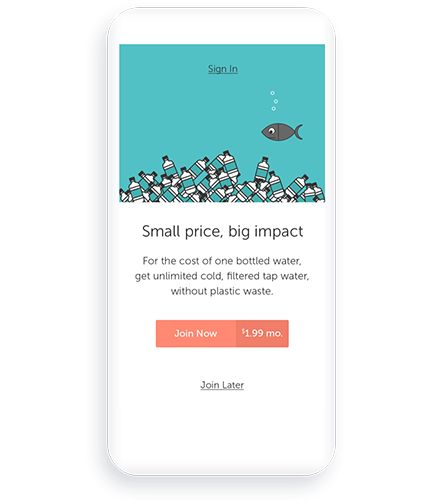 Sign In
Small price, big impact
For the cost of one bottled water,
get unlimited cold, filtered tap water,
without plastic waste.
Join Now $1.99 mo.
Join Later